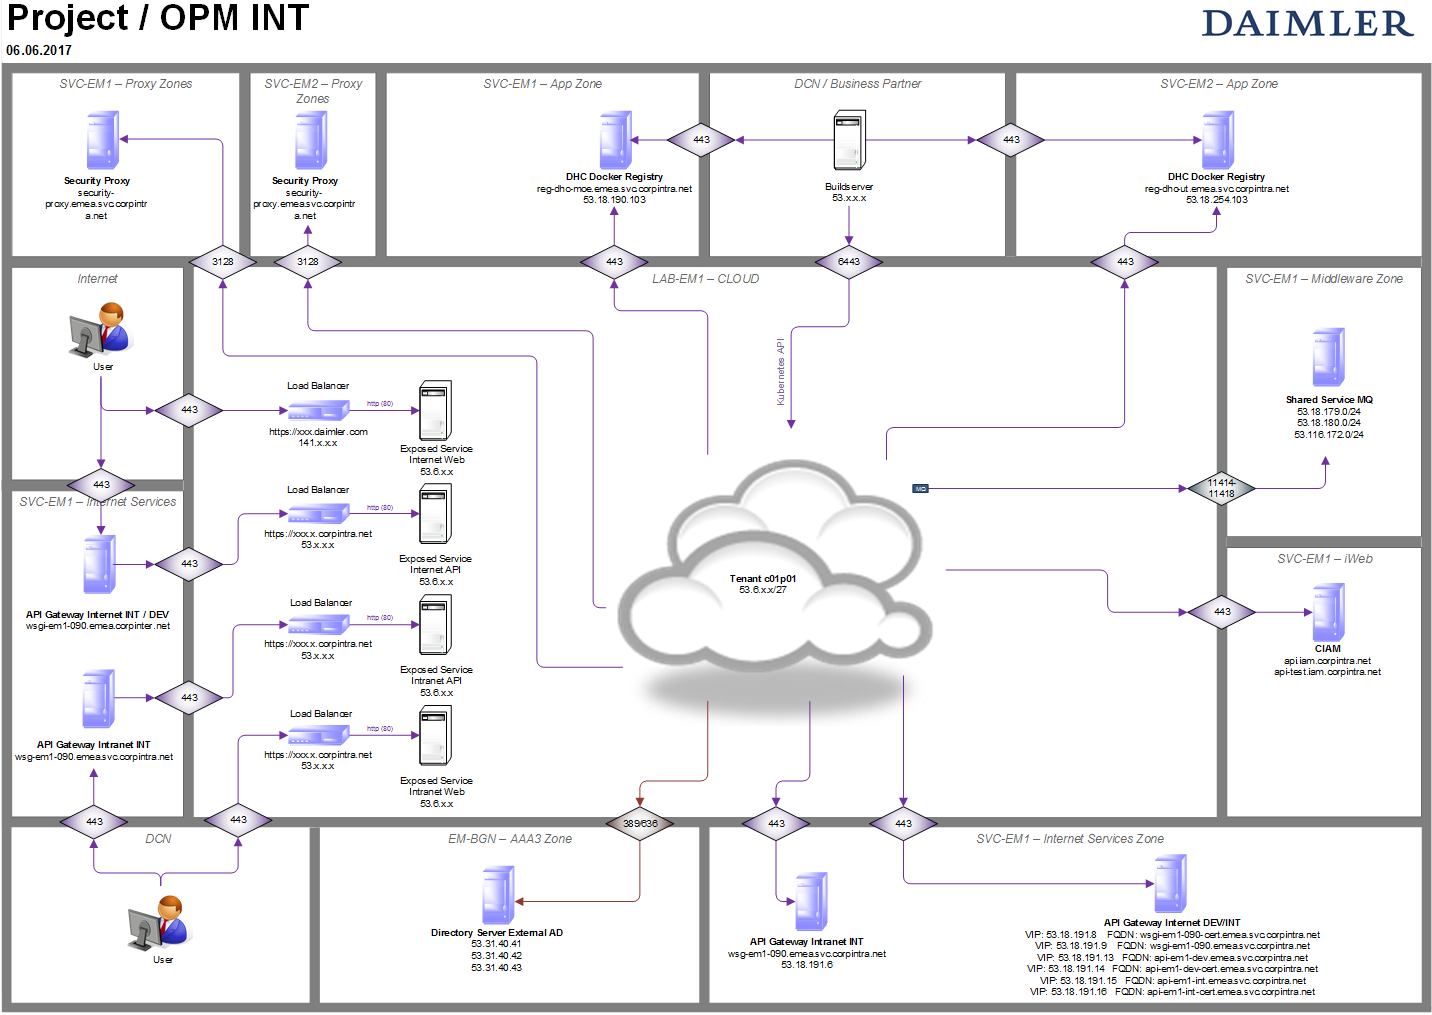 Project / OPM INT
DAIMLER
06.06.2017
SVC-EM1 – Proxy Zones
Security Proxy
security-
proxy.emea.svc.corpintr
a.net
SVC-EM2 – Proxy
Zones
Security Proxy
security-
proxy.emea.svc.corpintr
a.net
SVC-EM1 – App Zone
DHC Docker Registry
reg-dhc-moe.emea.svc.corpintra.net
53.18.190.103
443
DCN / Business Partner
Buildserver
53.x.x.x
443
SVC-EM2 – App Zone
DHC Docker Registry
reg-dhc-ut.emea.svc.corpintra.net
53.18.254.103
3128
3128
443
6443
443
Internet
User
443
443
LAB-EM1 – CLOUD
Kubernetes API
Load Balancer
http (80)
https://xxx.daimler.com
141.x.x.x
Exposed Service
Internet Web
53.6.x.x
SVC-EM1 – Middleware Zone
Shared Service MQ
53.18.179.0/24
53.18.180.0/24
53.116.172.0/24
MQ
11414-
11418
SVC-EM1 – Internet Services
API Gateway Internet INT / DEV
wsgi-em1-090.emea.corpinter.net
443
Load Balancer
http (80)
https://xxx.x.corpintra.net
53.x.x.x
Exposed Service
Internet API
53.6.x.x
Tenant c01p01
53.6.x.x/27
SVC-EM1 – iWeb
443
CIAM
api.iam.corpintra.net
api-test.iam.corpintra.net
API Gateway Intranet INT
wsg-em1-090.emea.svc.corpintra.net
443
Load Balancer
http (80)
https://xxx.x.corpintra.net
53.x.x.x
Exposed Service
Intranet API
53.6.x.x
Load Balancer
http (80)
https://xxx.x.corpintra.net
53.x.x.x
Exposed Service
Intranet Web
53.6.x.x
443
443
389/636
443
443
DCN
User
EM-BGN – AAA3 Zone
Directory Server External AD
53.31.40.41
53.31.40.42
53.31.40.43
SVC-EM1 – Internet Services Zone
API Gateway Intranet INT
wsg-em1-090.emea.svc.corpintra.net
53.18.191.6
API Gateway Internet DEV/INT
VIP: 53.18.191.8 FQDN: wsgi-em1-090-cert.emea.svc.corpintra.net
VIP: 53.18.191.9 FQDN: wsgi-em1-090.emea.svc.corpintra.net
VIP: 53.18.191.13 FQDN: api-em1-dev.emea.svc.corpintra.net
VIP: 53.18.191.14 FQDN: api-em1-dev-cert.emea.svc.corpintra.net
VIP: 53.18.191.15 FQDN: api-em1-int.emea.svc.corpintra.net
VIP: 53.18.191.16 FQDN: api-em1-int-cert.emea.svc.corpintra.net